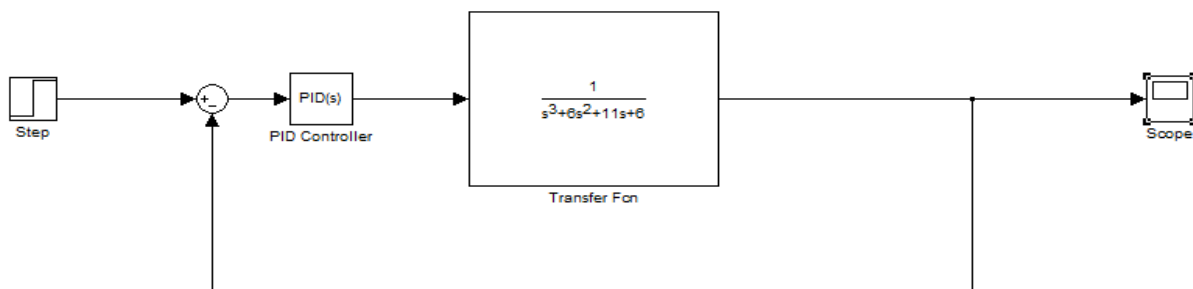 1
s³+6s²+11s+6
+
−
PID(s)
Step
PID Controller
Scope
Transfer Fcn